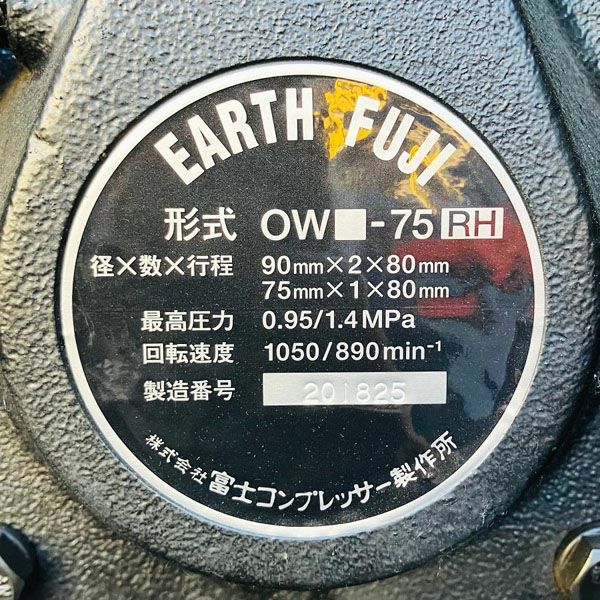 EARTH FUJI
形式 OW■-75 RH
径×数×行程 90mm×2×80mm
75mm×1×80mm
最高圧力 0.95/1.4MPa
回転速度 1050/890min⁻¹
製造番号 201825
株式会社 富士コンプレッサー製作所